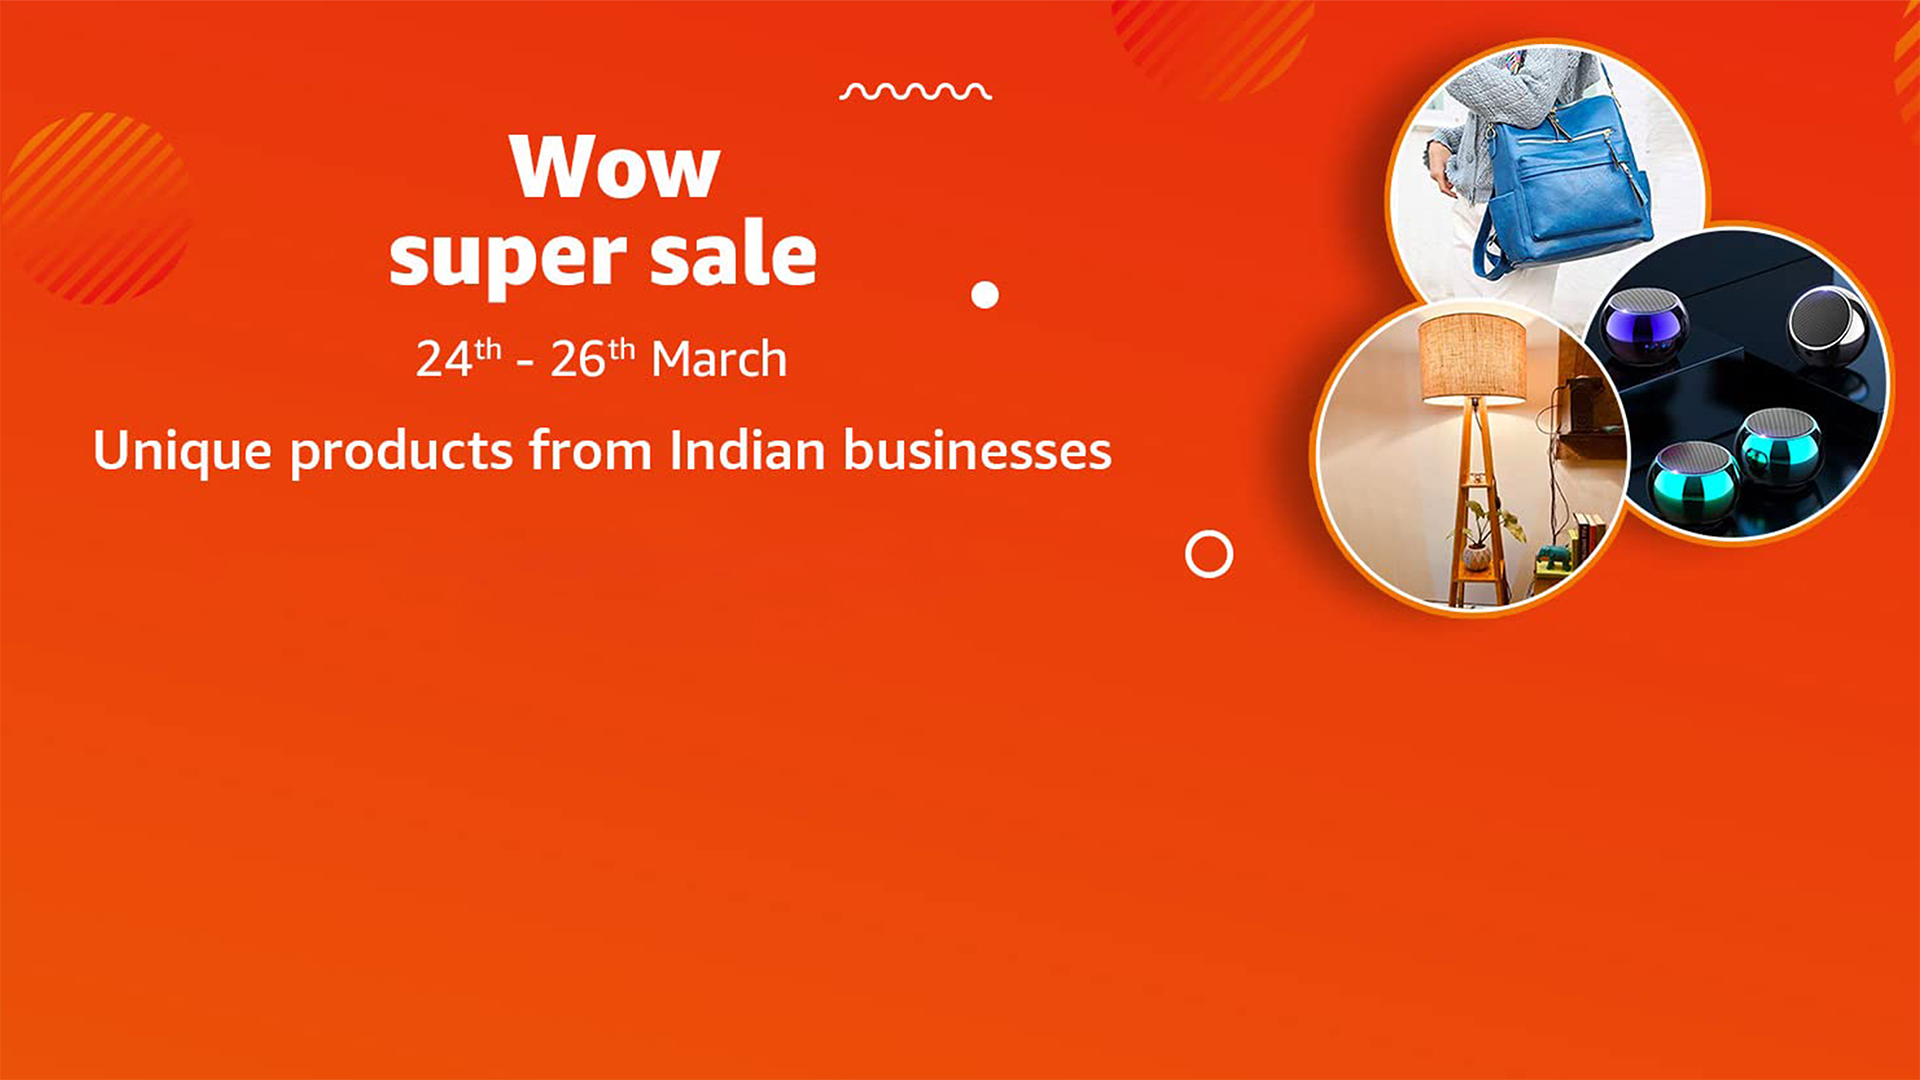 Wow
super sale
24th - 26th March
Unique products from Indian businesses